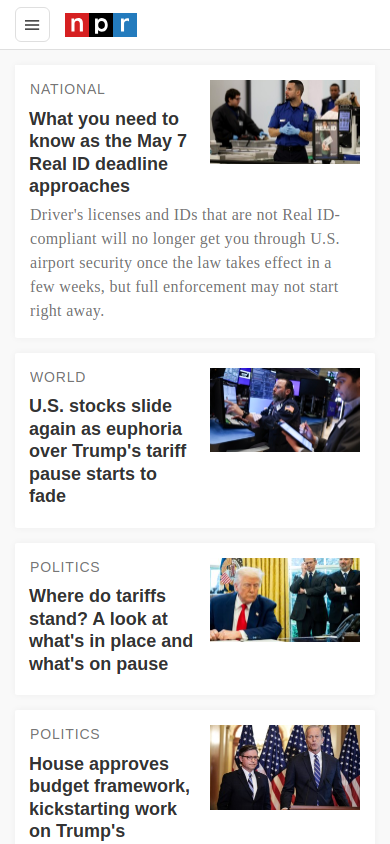 npr
NATIONAL
What you need to
know as the May 7
Real ID deadline
approaches
Driver's licenses and IDs that are not Real ID-
compliant will no longer get you through U.S.
airport security once the law takes effect in a
few weeks, but full enforcement may not start
right away.
REAL ID
WORLD
U.S. stocks slide
again as euphoria
over Trump's tariff
pause starts to
fade
POLITICS
Where do tariffs
stand? A look at
what's in place and
what's on pause
POLITICS
House approves
budget framework,
kickstarting work
on Trump's